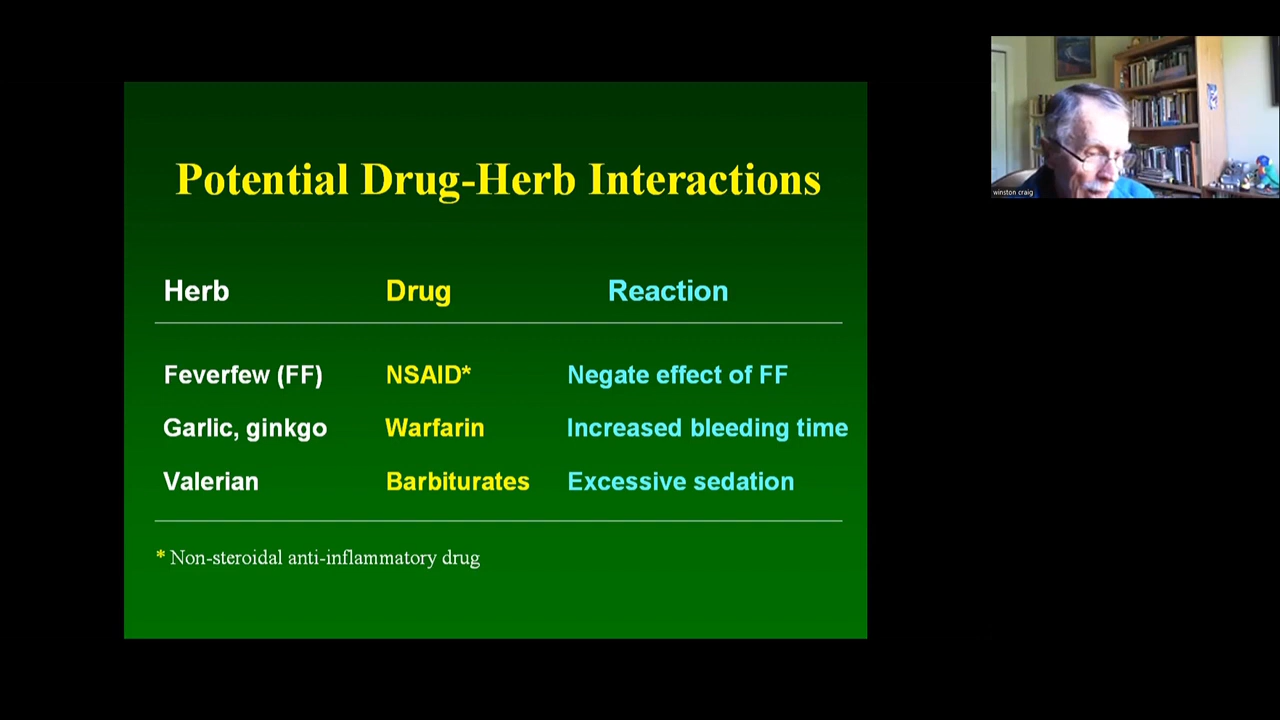 Potential Drug-Herb Interactions
Herb Drug Reaction
Feverfew (FF) NSAID* Negate effect of FF
Garlic, ginkgo Warfarin Increased bleeding time
Valerian Barbiturates Excessive sedation
* Non-steroidal anti-inflammatory drug
winston craig